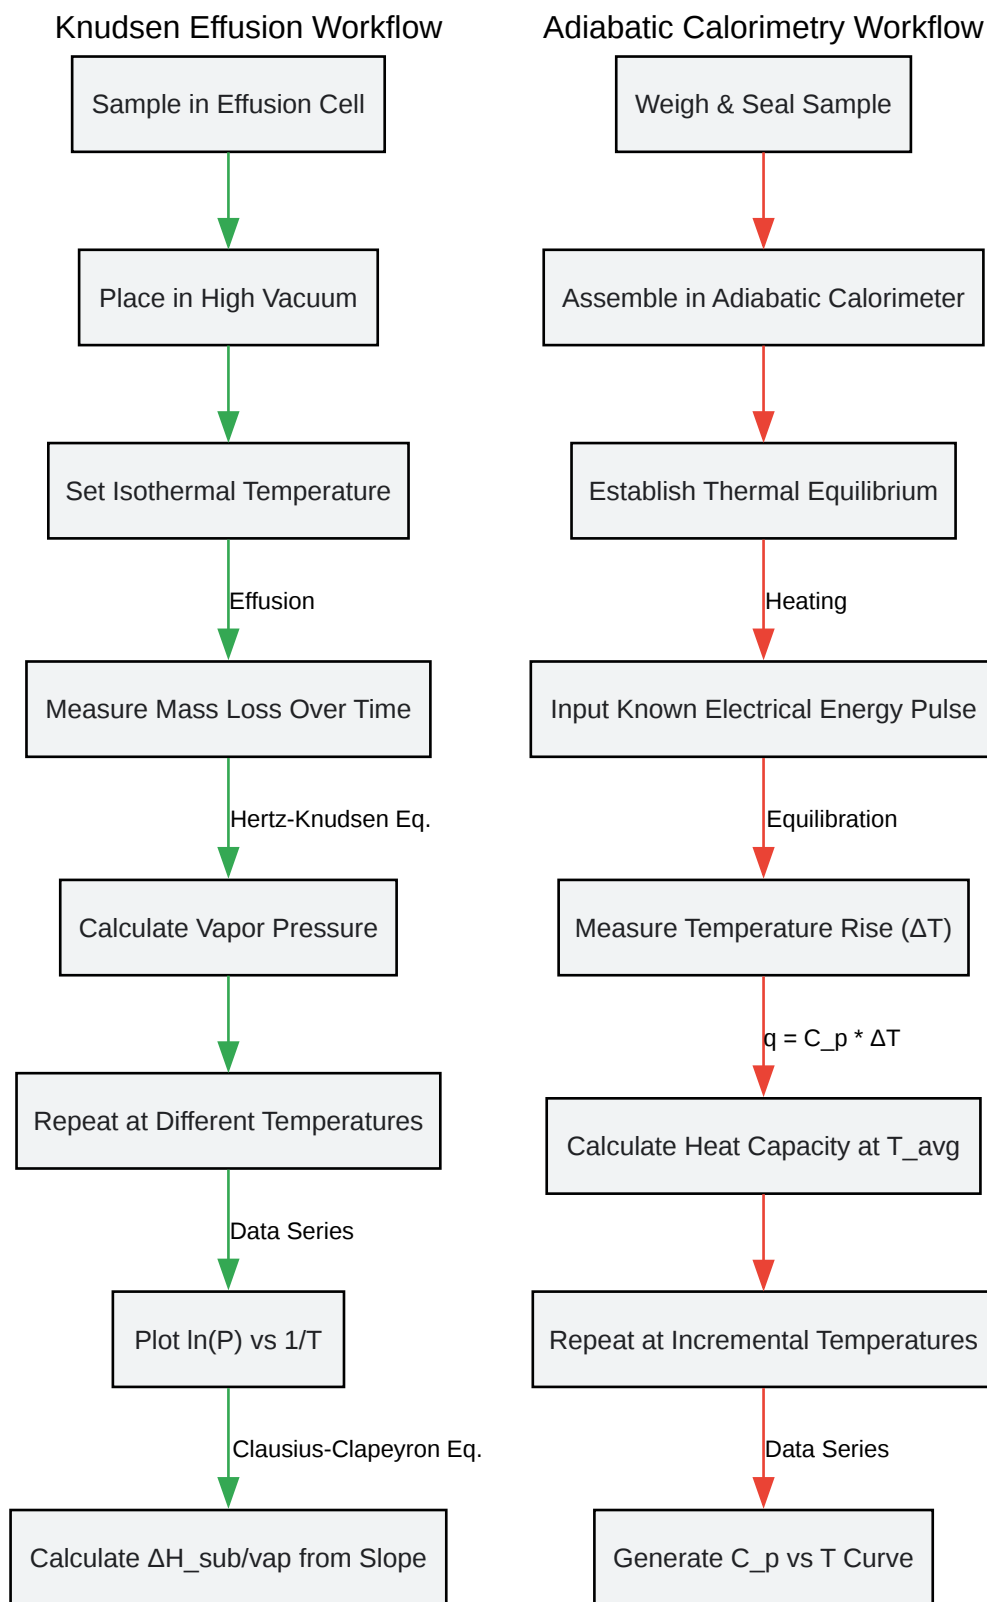 Knudsen Effusion Workflow
Sample in Effusion Cell
Place in High Vacuum
Set Isothermal Temperature
Effusion
Measure Mass Loss Over Time
Hertz-Knudsen Eq.
Calculate Vapor Pressure
Repeat at Different Temperatures
Data Series
Plot ln(P) vs 1/T
Clausius-Clapeyron Eq.
Calculate ΔH_sub/vap from Slope
Adiabatic Calorimetry Workflow
Weigh & Seal Sample
Assemble in Adiabatic Calorimeter
Establish Thermal Equilibrium
Heating
Input Known Electrical Energy Pulse
Equilibration
Measure Temperature Rise (ΔT)
q = C_p * ΔT
Calculate Heat Capacity at T_avg
Repeat at Incremental Temperatures
Data Series
Generate C_p vs T Curve